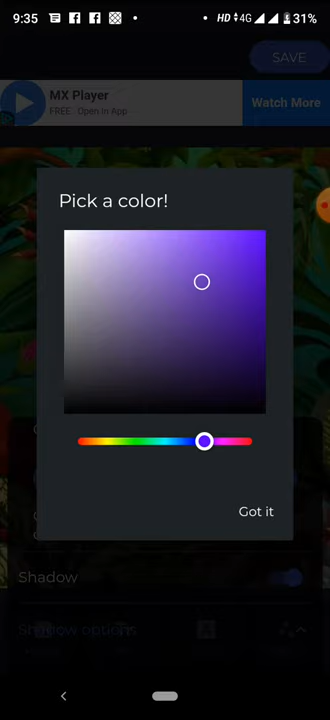 9:35
HD 4G 31%
SAVE
MX Player
FREE Open in App
Watch More
Pick a color!
Got it
Shadow
Shadow options